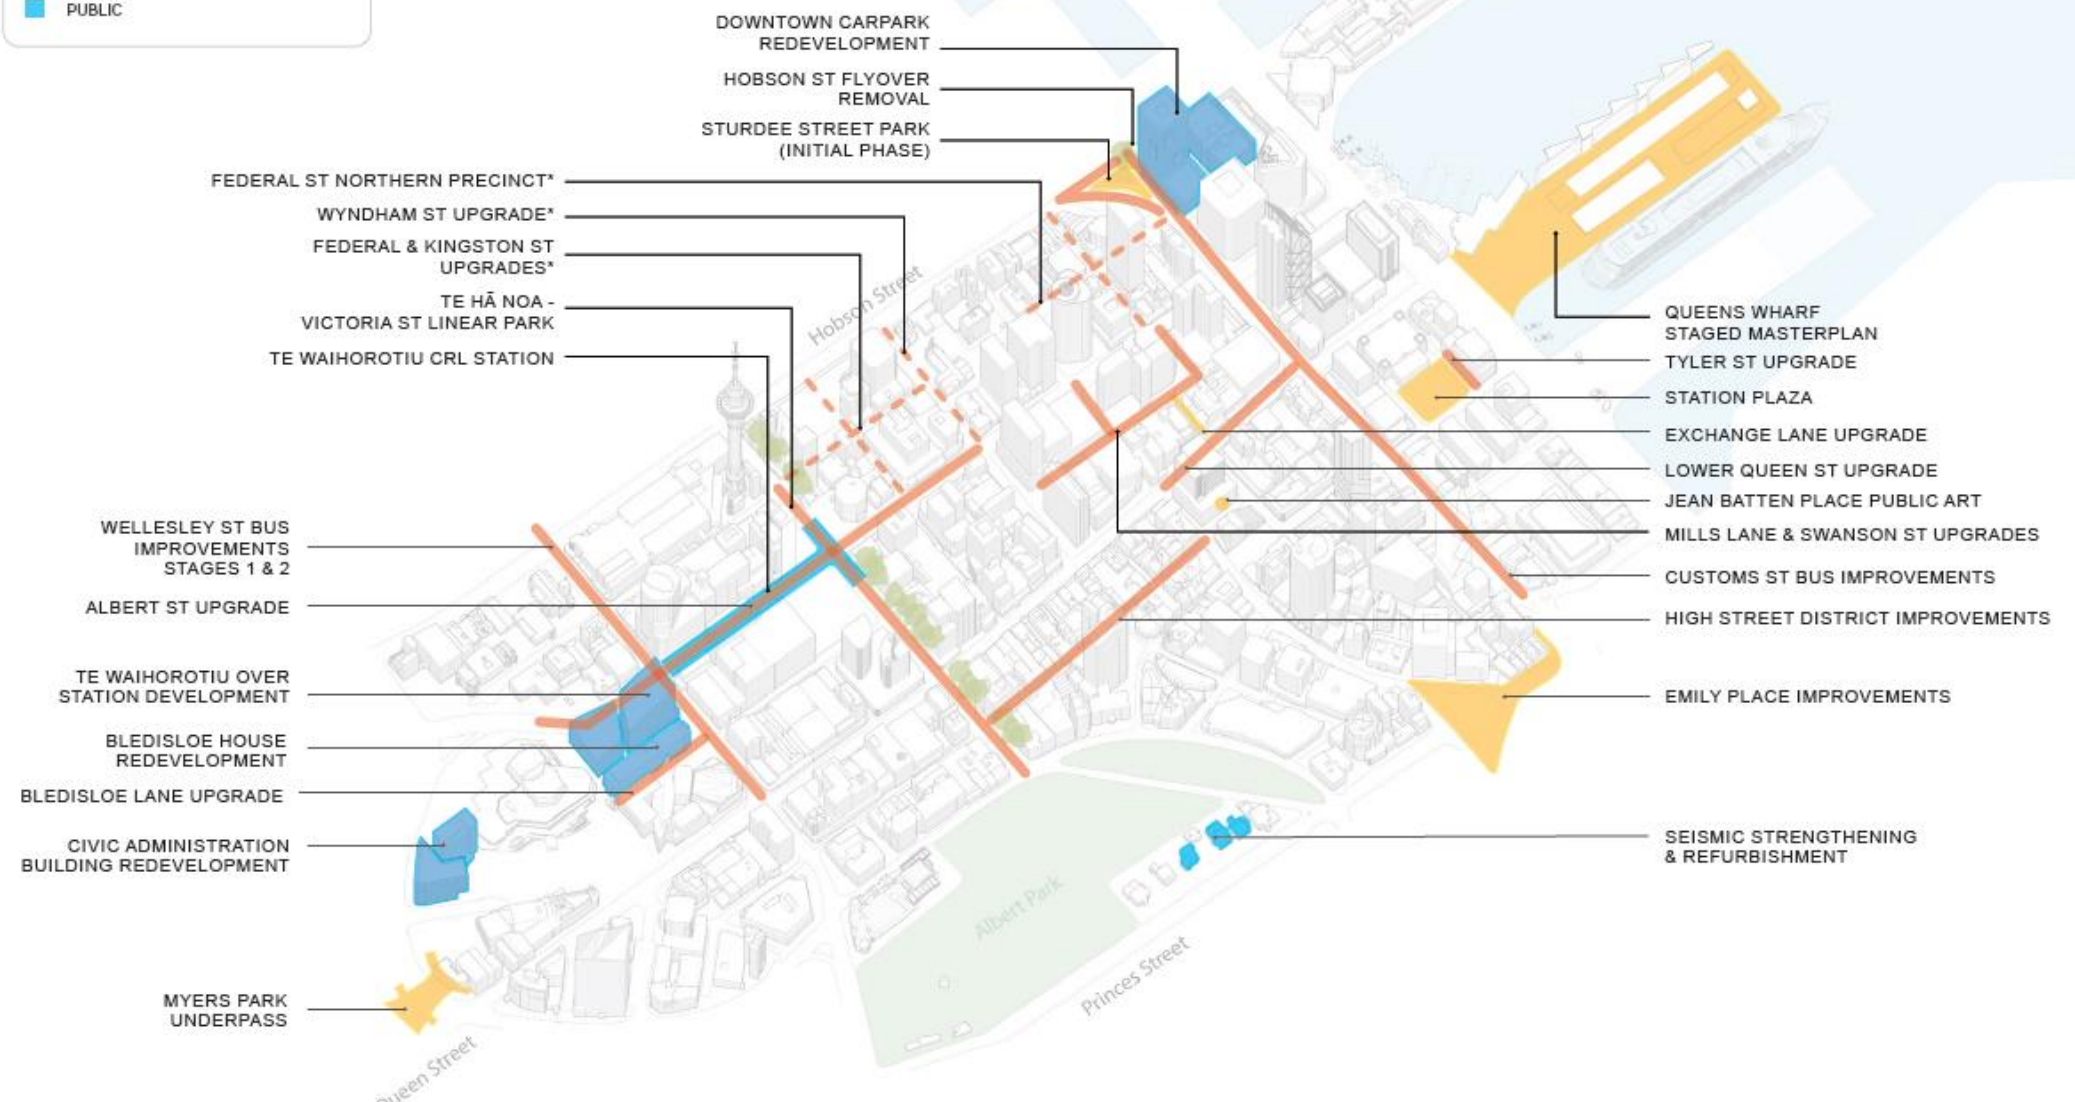 PUBLIC
DOWNTOWN CARPARK
REDEVELOPMENT
HOBSON ST FLYOVER
REMOVAL
STURDEE STREET PARK
(INITIAL PHASE)
FEDERAL ST NORTHERN PRECINCT*
WYNDHAM ST UPGRADE*
FEDERAL & KINGSTON ST
UPGRADES*
TE HĀ NOA -
VICTORIA ST LINEAR PARK
TE WAIHOROTIU CRL STATION
WELLESLEY ST BUS
IMPROVEMENTS
STAGES 1 & 2
ALBERT ST UPGRADE
TE WAIHOROTIU OVER
STATION DEVELOPMENT
BLEDISLOE HOUSE
REDEVELOPMENT
BLEDISLOE LANE UPGRADE
CIVIC ADMINISTRATION
BUILDING REDEVELOPMENT
MYERS PARK
UNDERPASS
Hobson Street
Queen Street
Albert Park
Princes Street
QUEENS WHARF
STAGED MASTERPLAN
TYLER ST UPGRADE
STATION PLAZA
EXCHANGE LANE UPGRADE
LOWER QUEEN ST UPGRADE
JEAN BATTEN PLACE PUBLIC ART
MILLS LANE & SWANSON ST UPGRADES
CUSTOMS ST BUS IMPROVEMENTS
HIGH STREET DISTRICT IMPROVEMENTS
EMILY PLACE IMPROVEMENTS
SEISMIC STRENGTHENING
& REFURBISHMENT